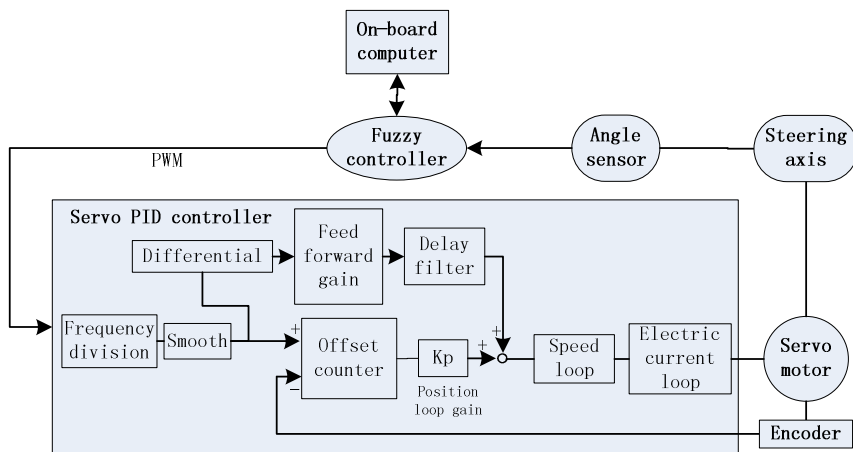 On-board
computer
Fuzzy
controller
Angle
sensor
Steering
axis
PWM
Servo PID controller
Differential
Feed
forward
gain
Delay
filter
Frequency
division
Smooth
+
−
Offset
counter
Kp
Position
loop gain
+
+
Speed
loop
Electric
current
loop
Servo
motor
Encoder